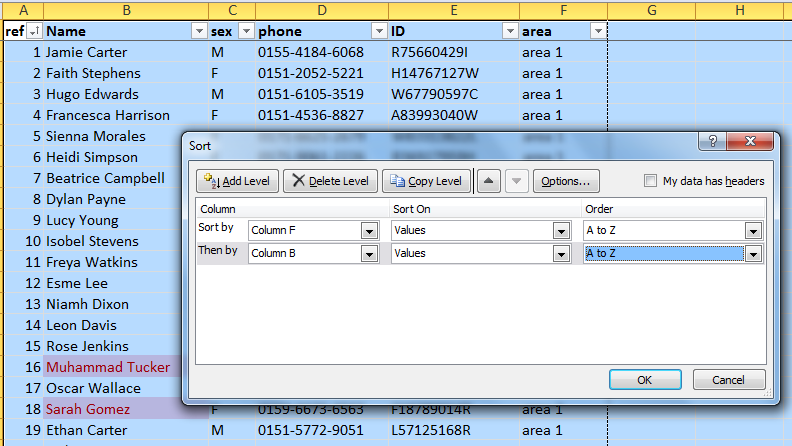 A B C D E F G H
ref Name sex phone ID area
1 Jamie Carter M 0155-4184-6068 R75660429I area 1
2 Faith Stephens F 0151-2052-5221 H14767127W area 1
3 Hugo Edwards M 0151-6105-3519 W67790597C area 1
4 Francesca Harrison F 0151-4536-8827 A83993040W area 1
5 Sienna Morales area 1
6 Heidi Simpson
7 Beatrice Campbell
8 Dylan Payne
9 Lucy Young
10 Isobel Stevens
11 Freya Watkins
12 Esme Lee
13 Niamh Dixon
14 Leon Davis
15 Rose Jenkins
16 Muhammad Tucker
17 Oscar Wallace
18 Sarah Gomez F 0159-6673-6563 F18789014R area 1
19 Ethan Carter M 0151-5772-9051 L57125168R area 1
Sort ?
Add Level Delete Level Copy Level Options... My data has headers
Column Sort On Order
Sort by Column F Values A to Z
Then by Column B Values A to Z
OK Cancel